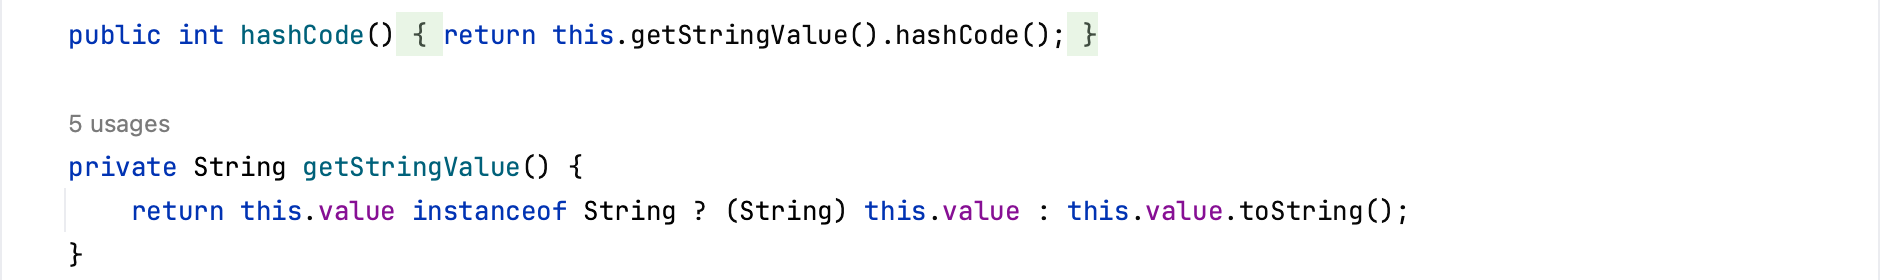 public int hashCode() { return this.getStringValue().hashCode(); }
5 usages
private String getStringValue() {
return this.value instanceof String ? (String) this.value : this.value.toString();
}